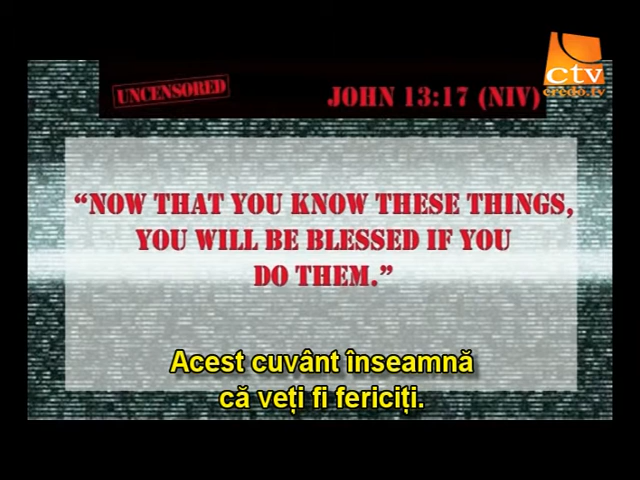 ctv
credo.tv
UNCENSORED
JOHN 13:17 (NIV)
“NOW THAT YOU KNOW THESE THINGS,
YOU WILL BE BLESSED IF YOU
DO THEM.”
Acest cuvânt înseamnă
că veți fi fericiți.